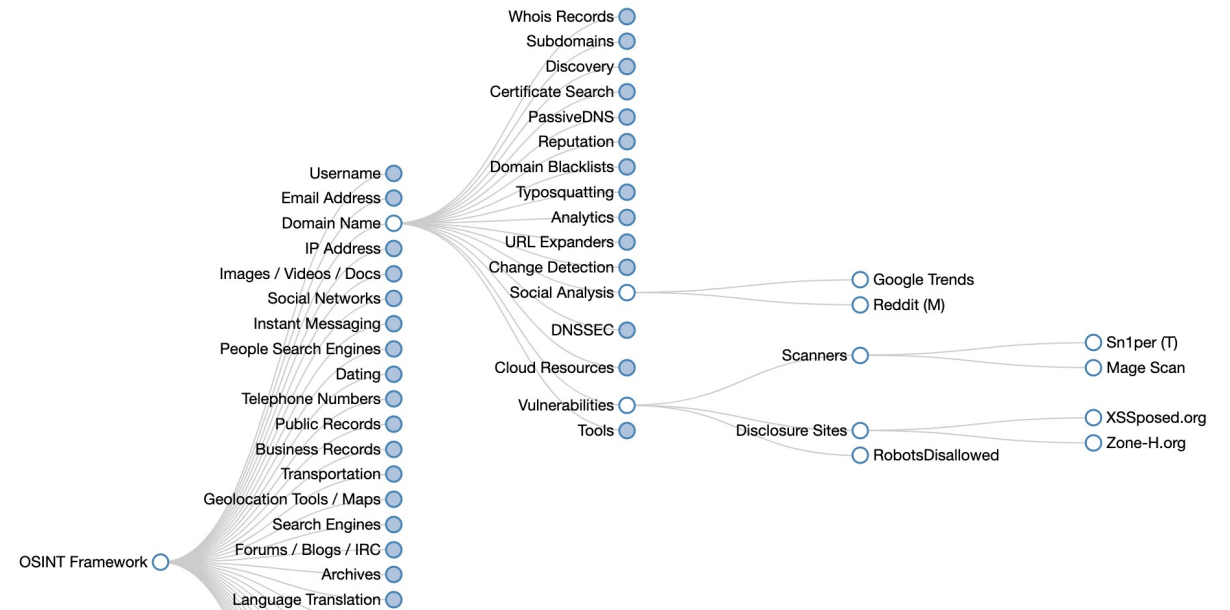 OSINT Framework
Username
Email Address
Domain Name
IP Address
Images / Videos / Docs
Social Networks
Instant Messaging
People Search Engines
Dating
Telephone Numbers
Public Records
Business Records
Transportation
Geolocation Tools / Maps
Search Engines
Forums / Blogs / IRC
Archives
Language Translation
Whois Records
Subdomains
Discovery
Certificate Search
PassiveDNS
Reputation
Domain Blacklists
Typosquatting
Analytics
URL Expanders
Change Detection
Social Analysis
DNSSEC
Cloud Resources
Vulnerabilities
Tools
Google Trends
Reddit (M)
Scanners
Disclosure Sites
RobotsDisallowed
Sn1per (T)
Mage Scan
XSSposed.org
Zone-H.org